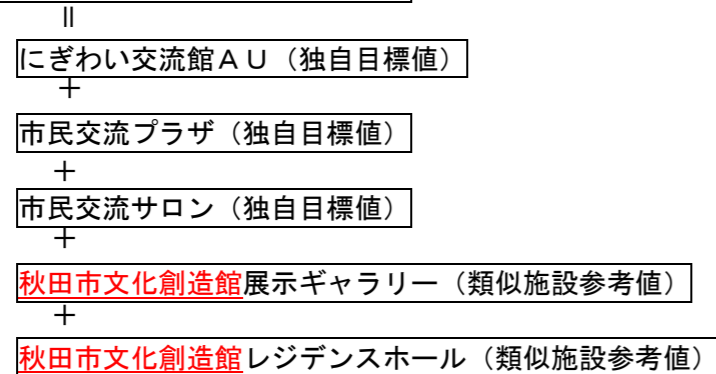 ||
にぎわい交流館ＡＵ（独自目標値）
＋
市民交流プラザ（独自目標値）
＋
市民交流サロン（独自目標値）
＋
秋田市文化創造館展示ギャラリー（類似施設参考値）
＋
秋田市文化創造館レジデンスホール（類似施設参考値）